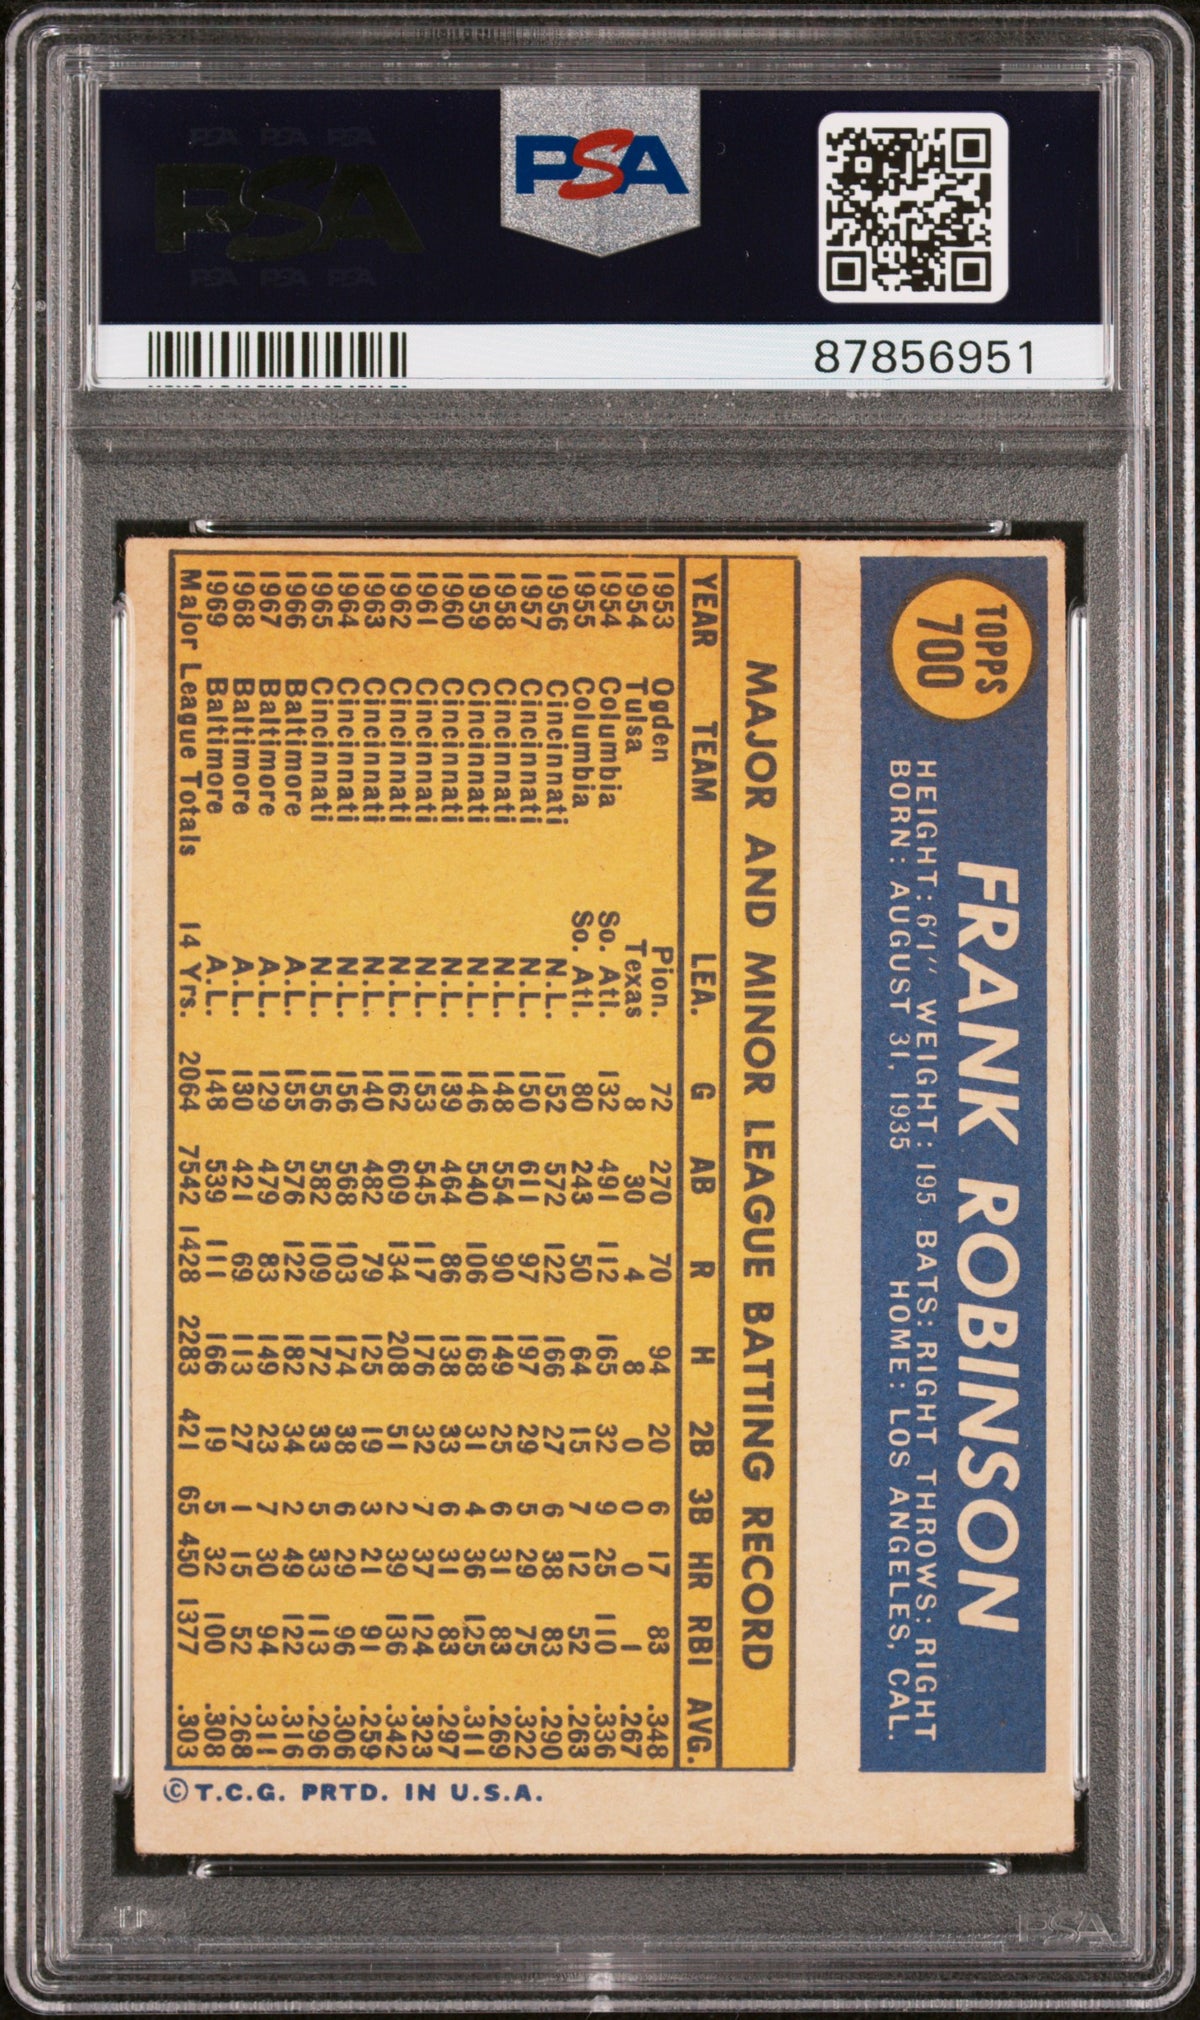 PSA PSA PSA
PSA
PSA PSA PSA
PSA
87856951
TOPPS
700
FRANK ROBINSON
HEIGHT: 6'1" WEIGHT: 195 BATS: RIGHT THROWS: RIGHT
BORN: AUGUST 31, 1935 HOME: LOS ANGELES, CAL.
MAJOR AND MINOR LEAGUE BATTING RECORD
YEAR TEAM LEA. G AB R H 2B 3B HR RBI AVG.
1953 Ogden Pion. 72 270 70 94 20 6 17 83 .348
1954 Tulsa Texas 8 30 4 8 0 0 0 1 .267
1954 Columbia So. Atl. 132 491 112 165 32 9 25 110 .336
1955 Columbia So. Atl. 80 243 50 64 15 7 12 52 .263
1956 Cincinnati N.L. 152 572 122 166 27 6 38 83 .290
1957 Cincinnati N.L. 150 611 97 197 29 5 29 75 .322
1958 Cincinnati N.L. 148 554 90 149 25 6 31 83 .269
1959 Cincinnati N.L. 146 540 106 168 31 4 36 125 .311
1960 Cincinnati N.L. 139 464 86 138 33 6 31 83 .297
1961 Cincinnati N.L. 153 545 117 176 32 7 37 124 .323
1962 Cincinnati N.L. 162 609 134 208 51 2 39 136 .342
1963 Cincinnati N.L. 140 482 79 125 19 3 21 91 .259
1964 Cincinnati N.L. 156 568 103 174 38 6 29 96 .306
1965 Cincinnati N.L. 156 582 109 172 33 5 33 113 .296
1966 Baltimore A.L. 155 576 122 182 34 2 49 122 .316
1967 Baltimore A.L. 129 479 83 149 23 7 30 94 .311
1968 Baltimore A.L. 130 421 69 113 27 1 15 52 .268
1969 Baltimore A.L. 148 539 111 166 19 5 32 100 .308
Major League Totals 14 Yrs. 2064 7542 1428 2283 421 65 450 1377 .303
© T.C.G. PRTD. IN U.S.A.
PSA